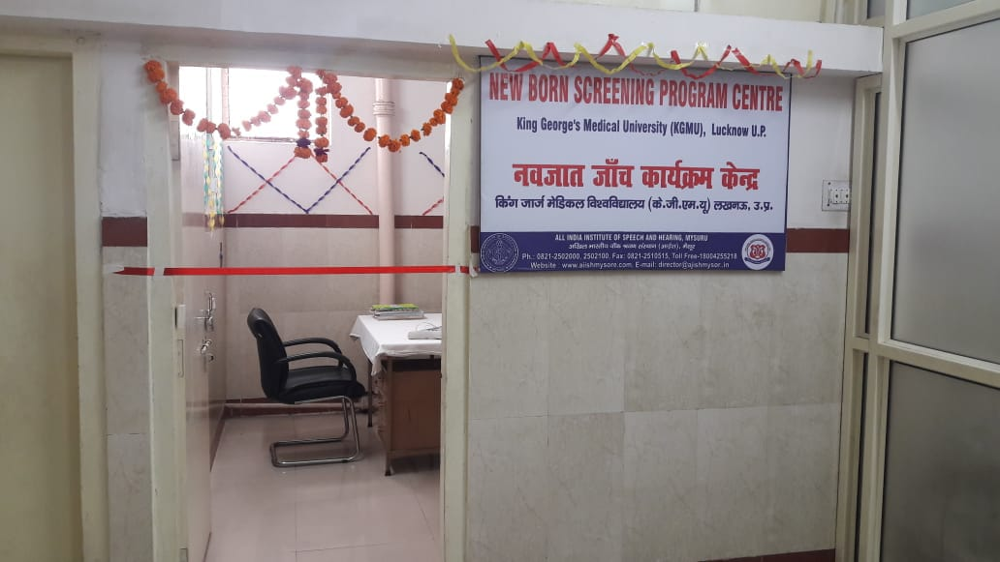 NEW BORN SCREENING PROGRAM CENTRE
King George's Medical University (KGMU), Lucknow U.P.
नवजात जाँच कार्यक्रम केन्द्र
किंग जार्ज मेडिकल विश्वविद्यालय (के.जी.एम.यू) लखनऊ, उ.प्र.
ALL INDIA INSTITUTE OF SPEECH AND HEARING, MYSURU
अखिल भारतीय वाँक श्रवण संस्थान (आईश), मैसूर
Ph.: 0821-2502000, 2502100, Fax: 0821-2510515, Toll Free-18004255218
Website : www.aiishmysore.com, E-mail: director@ajishmysor.in